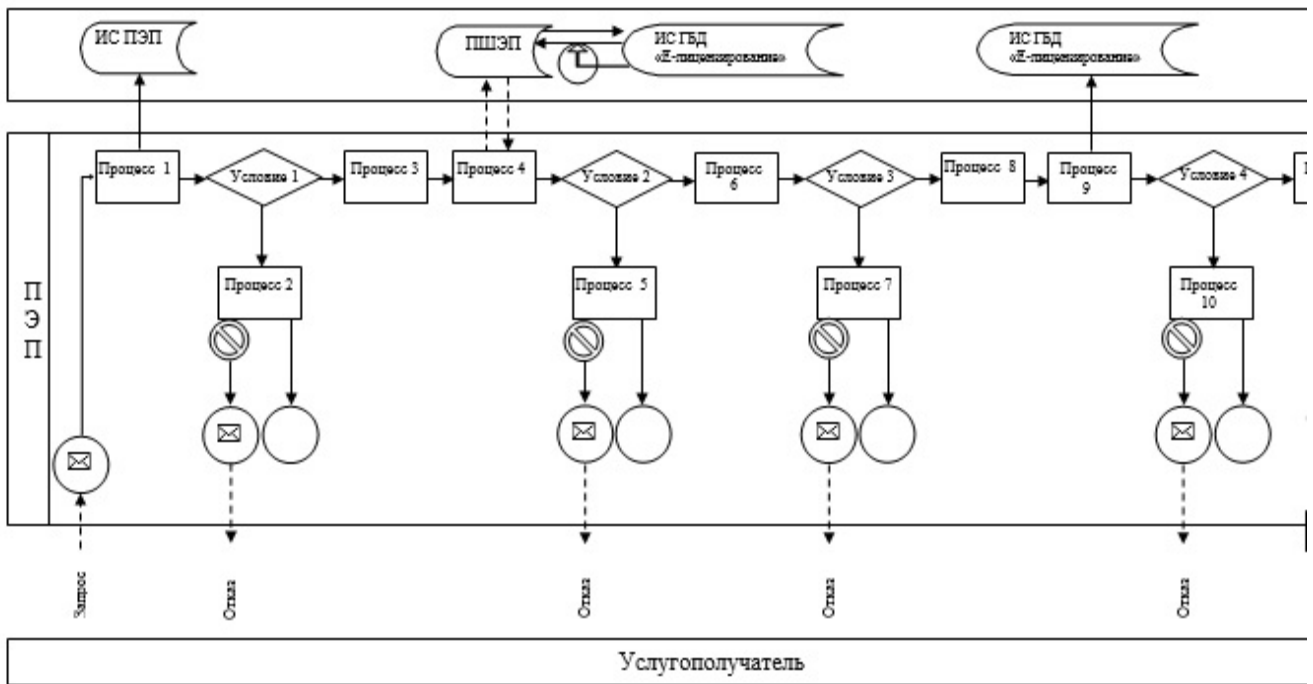 ИС ПЭП
ПШЭП
ИС ГБД
«Е-лицензирование»
ИС ГБД
«Е-лицензирование»
Процесс 1
Условие 1
Процесс 3
Процесс 4
Условие 2
Процесс
6
Условие 3
Процесс 8
Процесс
9
Условие 4
Процесс 2
Процесс 5
Процесс 7
Процесс
10
П
Э
П
Запрос
Отказ
Отказ
Отказ
Отказ
Услугополучатель